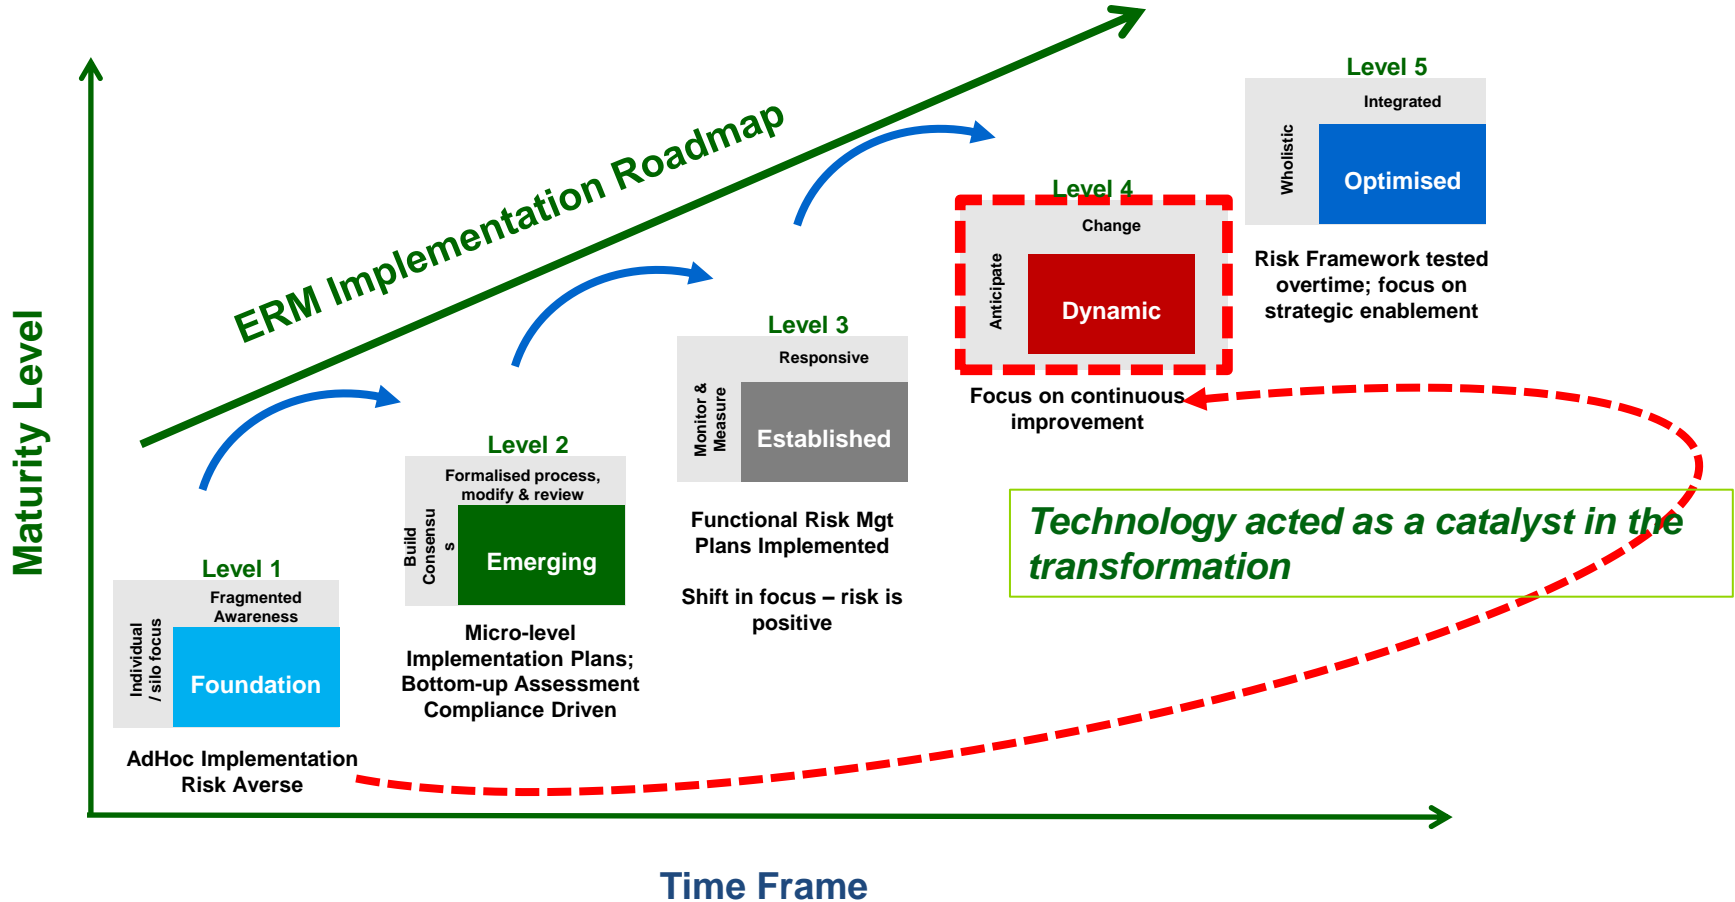 ERM Implementation Roadmap
Maturity Level
Time Frame
Level 1
Fragmented
Awareness
Individual
/ silo focus
Foundation
AdHoc Implementation
Risk Averse
Level 2
Formalised process,
modify & review
Build
Consensu
s
Emerging
Micro-level
Implementation Plans;
Bottom-up Assessment
Compliance Driven
Level 3
Responsive
Monitor &
Measure
Established
Functional Risk Mgt
Plans Implemented
Shift in focus – risk is
positive
Level 4
Change
Anticipate
Dynamic
Focus on continuous
improvement
Level 5
Integrated
Wholistic
Optimised
Risk Framework tested
overtime; focus on
strategic enablement
Technology acted as a catalyst in the
transformation